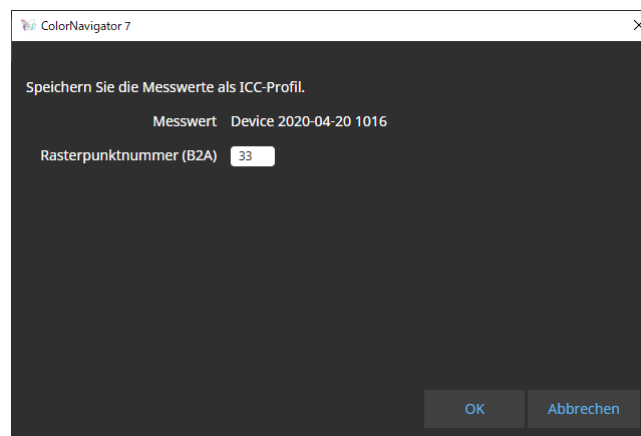 ColorNavigator 7
Speichern Sie die Messwerte als ICC-Profil.
Messwert Device 2020-04-20 1016
Rasterpunktnummer (B2A) 33
OK Abbrechen